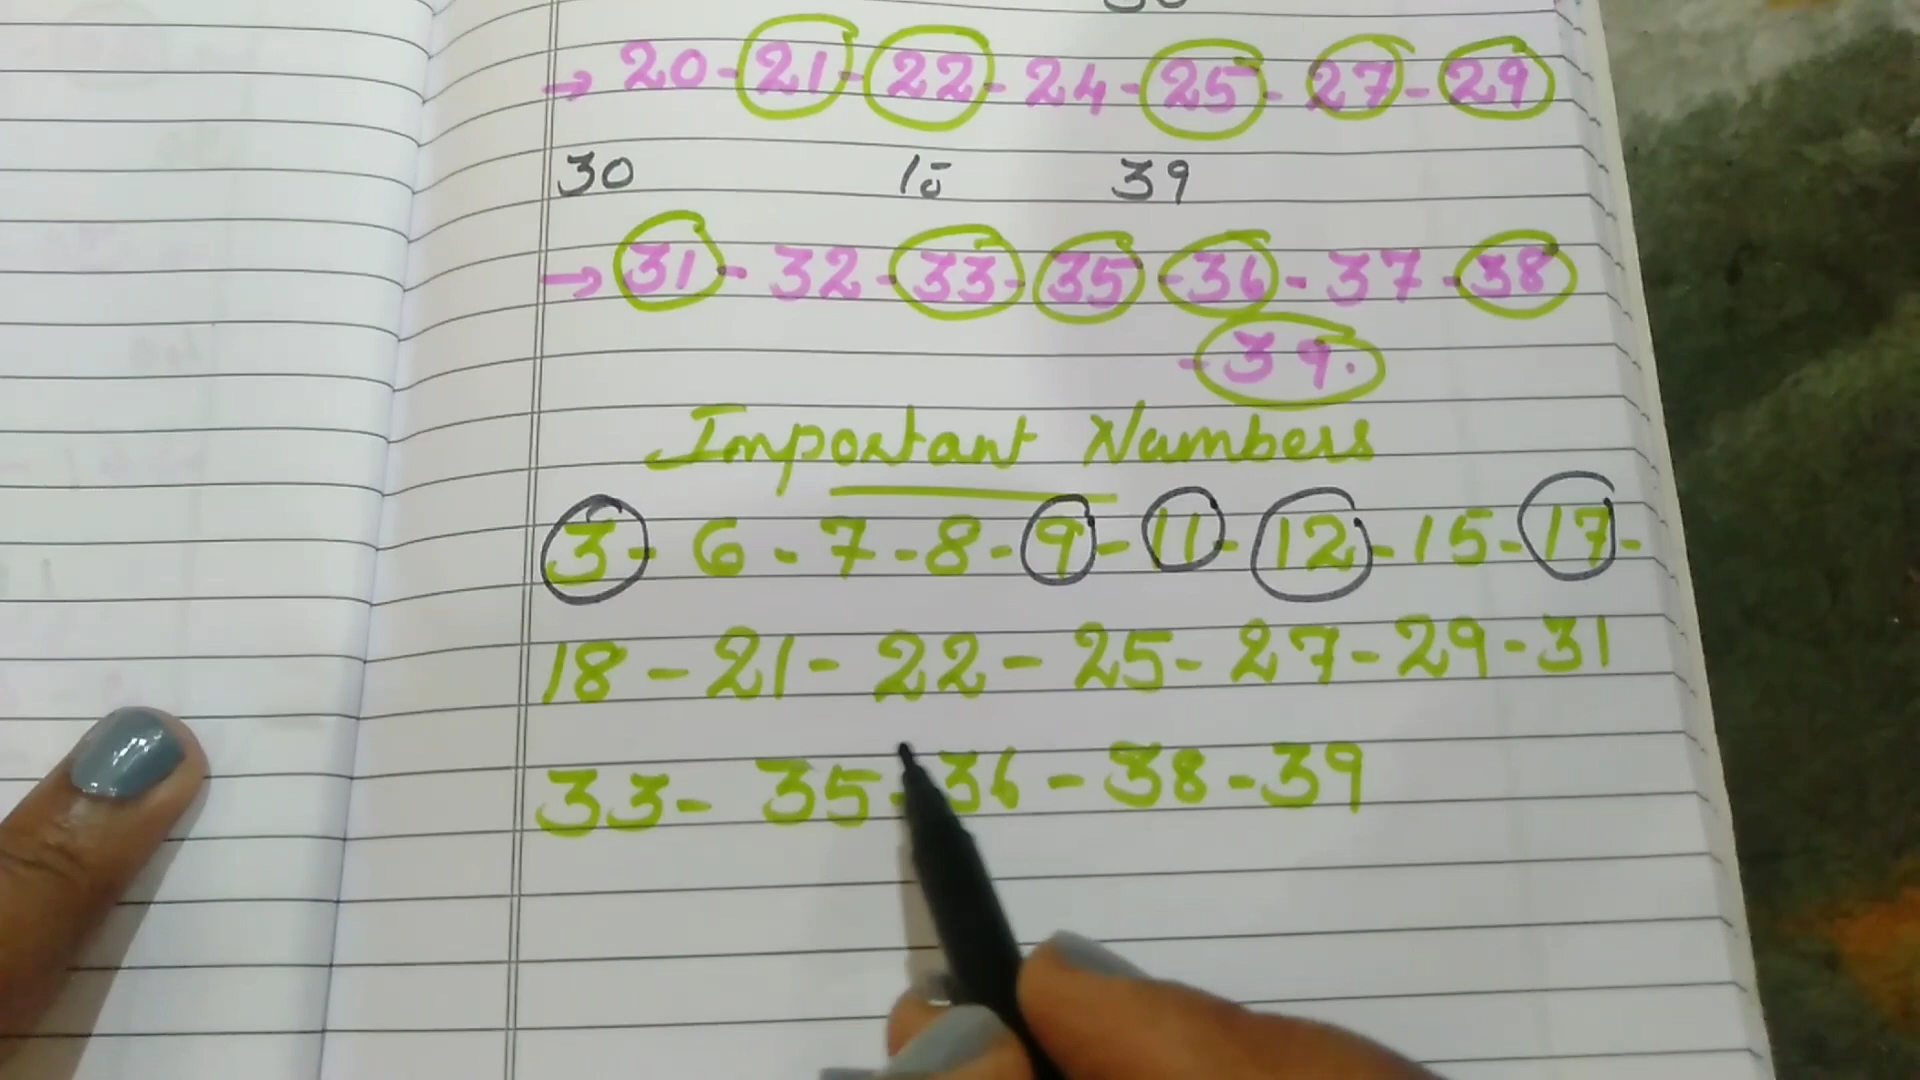 → 20 - 21 - 22 - 24 - 25 - 27 - 29
30 15 39
→ 31 - 32 - 33 - 35 - 36 - 37 - 38
- 39.
Important Numbers
3 - 6 - 7 - 8 - 9 - 11 - 12 - 15 - 17 -
18 - 21 - 22 - 25 - 27 - 29 - 31
33 - 35 - 36 - 38 - 39